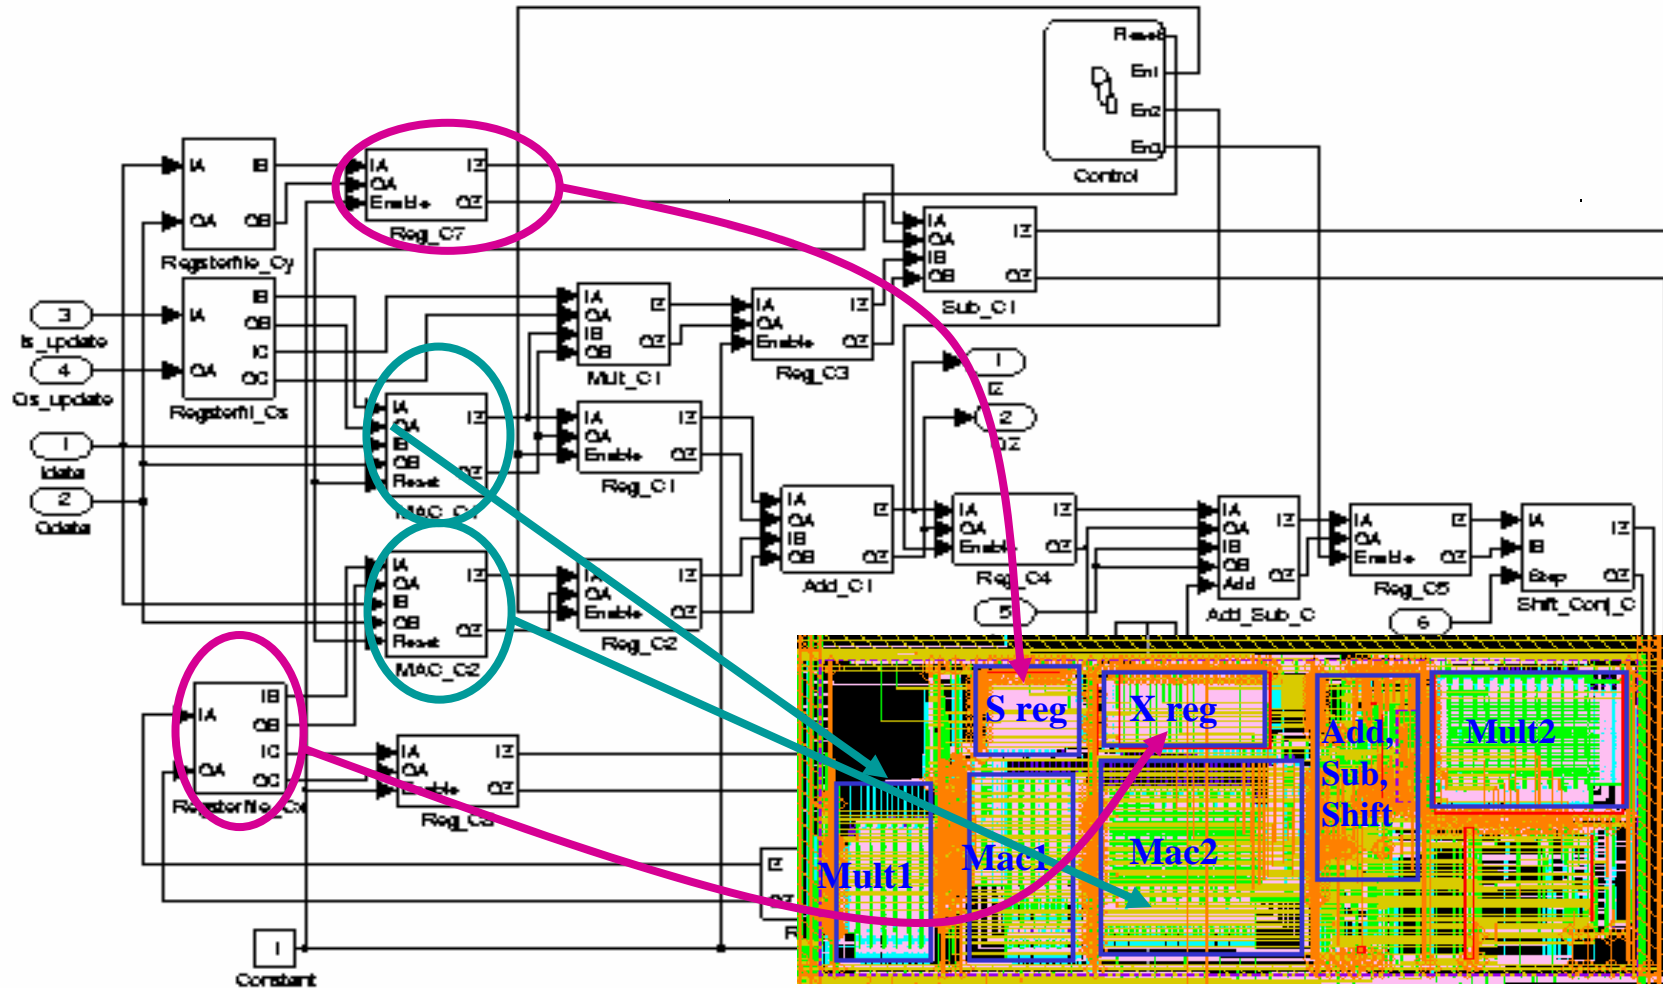 Reset
En1
En2
En3
Control
IA IB
QA QB
Regsterfile_Cy
IA IZ
QA
Enable QZ
Reg_C7
IA IZ
QA
IB
QB QZ
Sub_C1
3
Is_update
4
Qs_update
IA IB
QB
IC
QA QC
Regsterfil_Cs
IA IZ
QA
IB
QB QZ
Mult_C1
IA IZ
QA
Enable QZ
Reg_C3
1
IZ
2
QZ
1
Idata
2
Qdata
IA IZ
QA
IB
QB QZ
Reset
MAC_C1
IA IZ
QA
Enable QZ
Reg_C1
IA IZ
QA
IB
QB QZ
Add_C1
IA IZ
QA
Enable QZ
Reg_C4
5
IA IZ
QA
IB
QB QZ
Add
Add_Sub_C
IA IZ
QA
Enable QZ
Reg_C5
6
IA IZ
IB
Step QZ
Shift_Conj_C
IA IZ
QA
IB
QB QZ
Reset
MAC_C2
IA IZ
QA
Enable QZ
Reg_C2
IB
IA QB
IC
QA QC
Regsterfile_Cx
IA IZ
QA
Enable QZ
IZ
QZ
1
Constant
S reg
X reg
Add,
Sub,
Shift
Mult2
Mult1
Mac1
Mac2